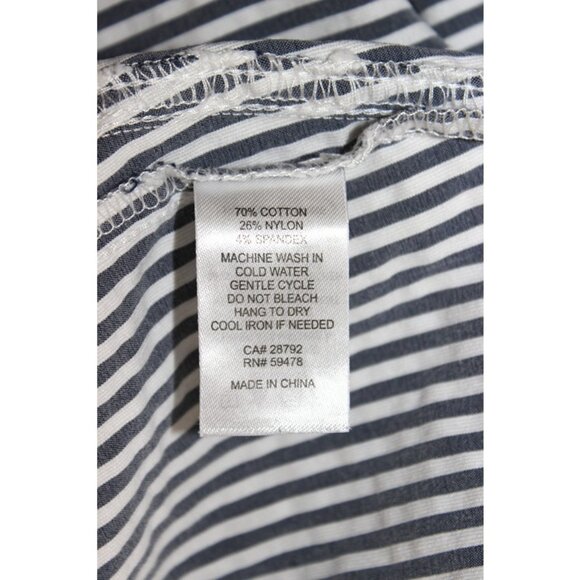 70% COTTON
26% NYLON
4% SPANDEX
MACHINE WASH IN
COLD WATER
GENTLE CYCLE
DO NOT BLEACH
HANG TO DRY
COOL IRON IF NEEDED
CA# 28792
RN# 59478
MADE IN CHINA